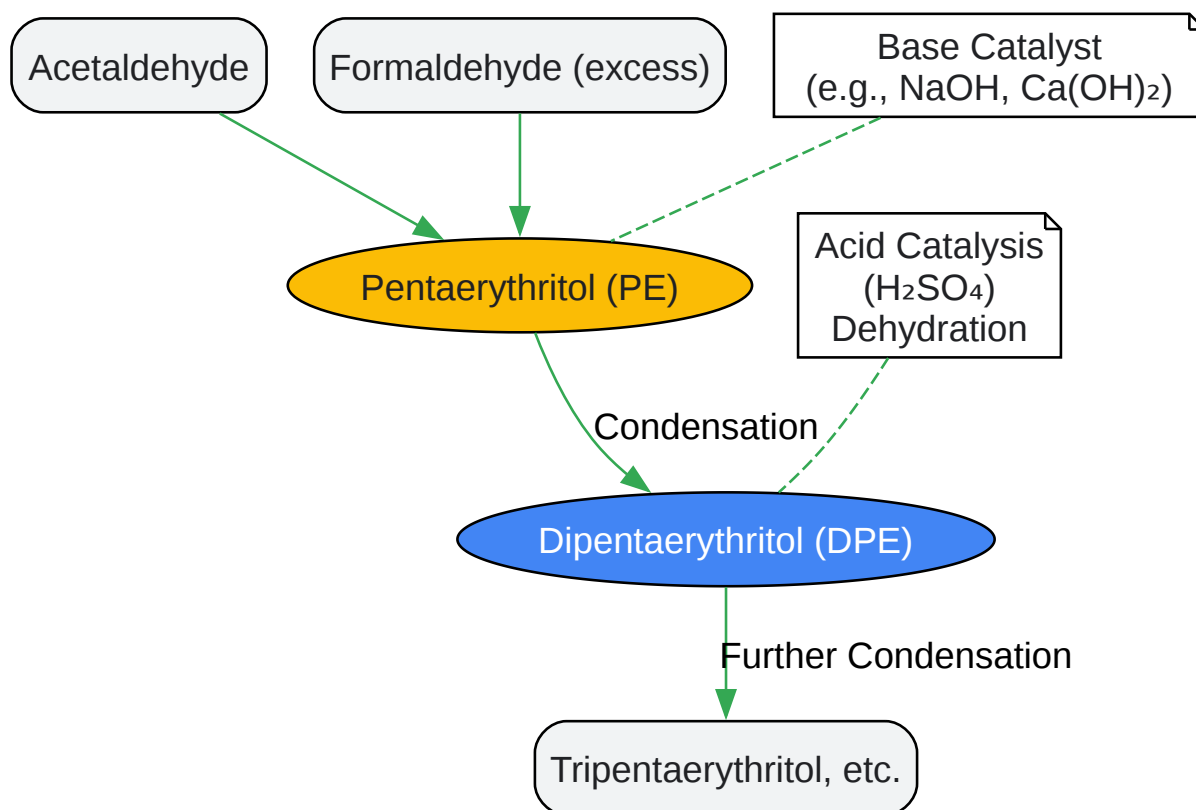 Acetaldehyde
Formaldehyde (excess)
Base Catalyst
(e.g., NaOH, Ca(OH)₂)
Pentaerythritol (PE)
Acid Catalysis
(H₂SO₄)
Dehydration
Condensation
Dipentaerythritol (DPE)
Further Condensation
Tripentaerythritol, etc.